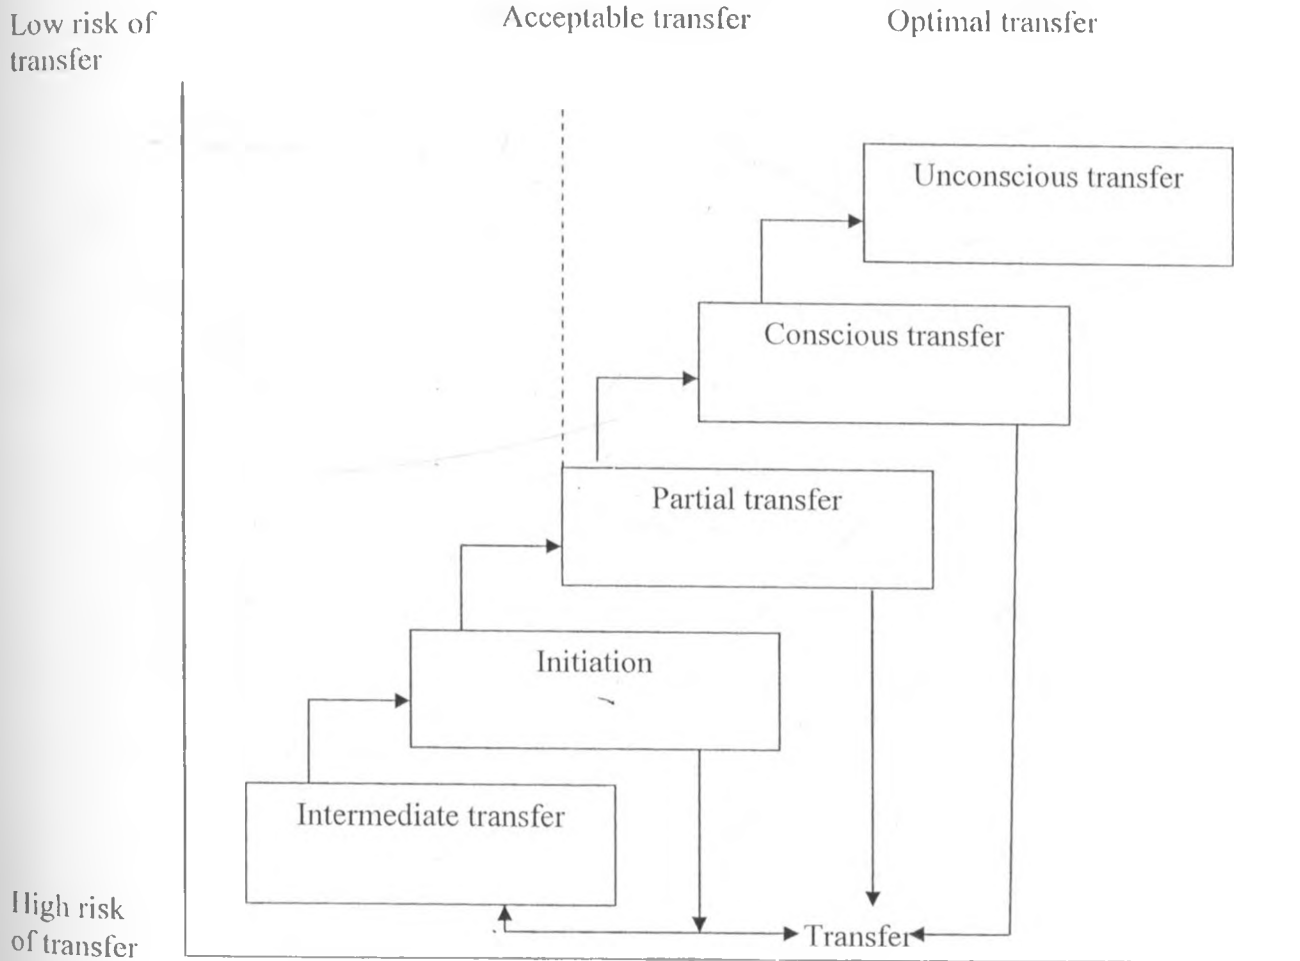 Low risk of
transfer
Acceptable transfer
Optimal transfer
Unconscious transfer
Conscious transfer
Partial transfer
Initiation
Intermediate transfer
High risk
of transfer
Transfer